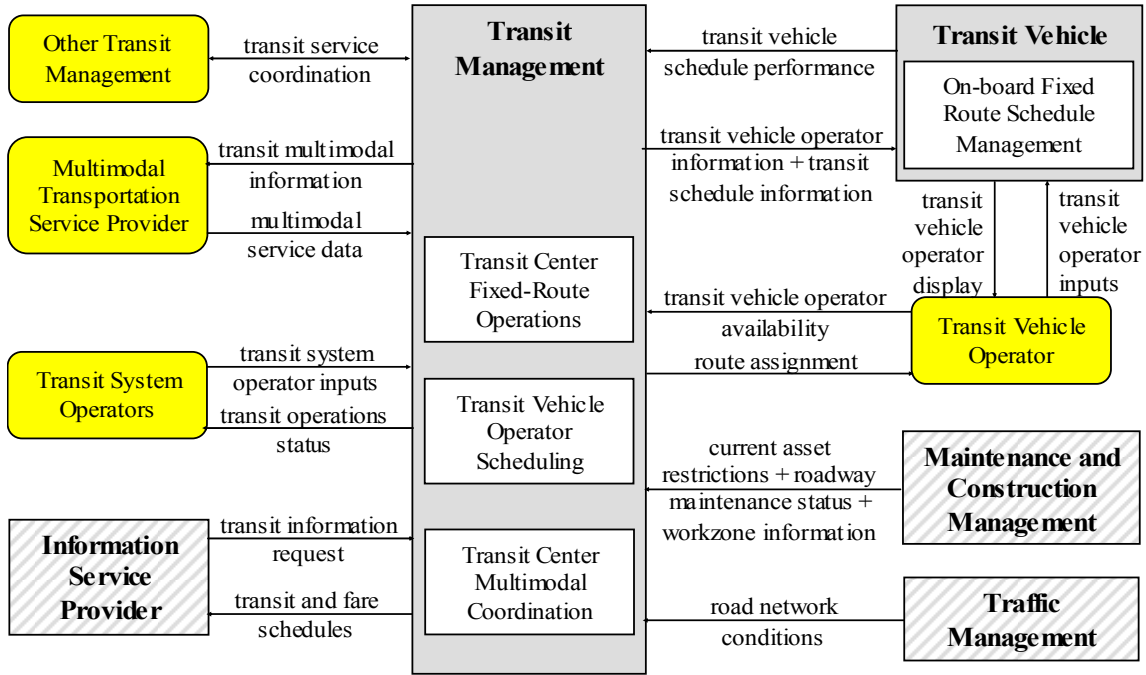 Other Transit
Management
transit service
coordination
Multimodal
Transportation
Service Provider
transit multimodal
information
multimodal
service data
Transit System
Operators
transit system
operator inputs
transit operations
status
Information
Service
Provider
transit information
request
transit and fare
schedules
Transit
Management
Transit Center
Fixed-Route
Operations
Transit Vehicle
Operator
Scheduling
Transit Center
Multimodal
Coordination
transit vehicle
schedule performance
transit vehicle operator
information + transit
schedule information
transit vehicle operator
availability
route assignment
current asset
restrictions + roadway
maintenance status +
workzone information
road network
conditions
Transit Vehicle
On-board Fixed
Route Schedule
Management
transit
vehicle
operator
display
transit
vehicle
operator
inputs
Transit Vehicle
Operator
Maintenance and
Construction
Management
Traffic
Management